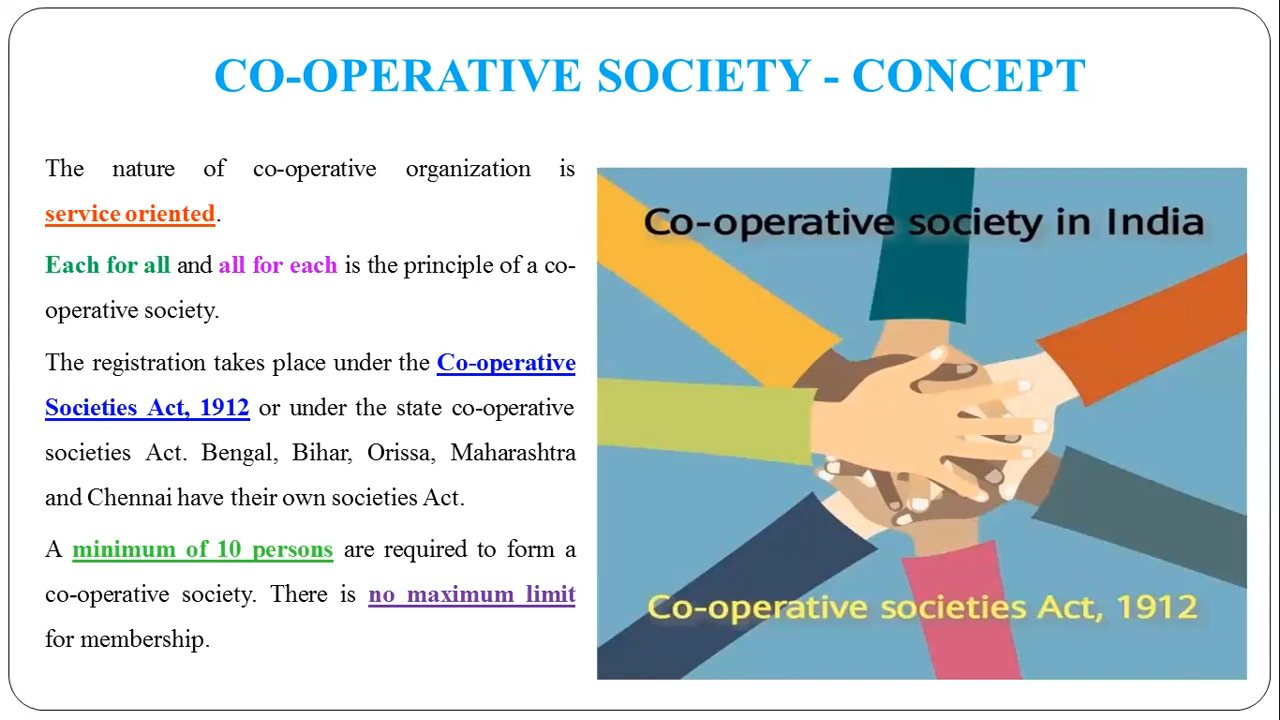 CO-OPERATIVE SOCIETY - CONCEPT
The nature of co-operative organization is
service oriented.
Each for all and all for each is the principle of a co-
operative society.
The registration takes place under the Co-operative
Societies Act, 1912 or under the state co-operative
societies Act. Bengal, Bihar, Orissa, Maharashtra
and Chennai have their own societies Act.
A minimum of 10 persons are required to form a
co-operative society. There is no maximum limit
for membership.
Co-operative society in India
Co-operative societies Act, 1912